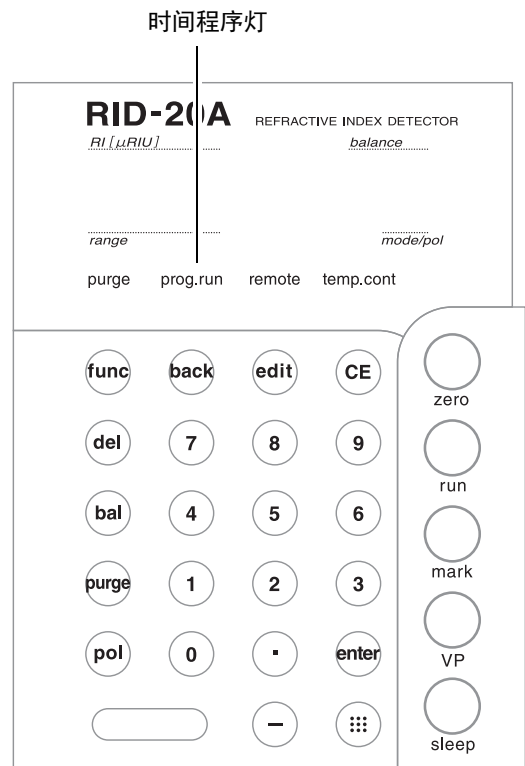 时间程序灯
RID-20A REFRACTIVE INDEX DETECTOR
RI [μRIU] balance
range mode/pol
purge prog.run remote temp.cont
func back edit CE
zero
del 7 8 9
run
bal 4 5 6
mark
purge 1 2 3
VP
pol 0 . enter
–
sleep